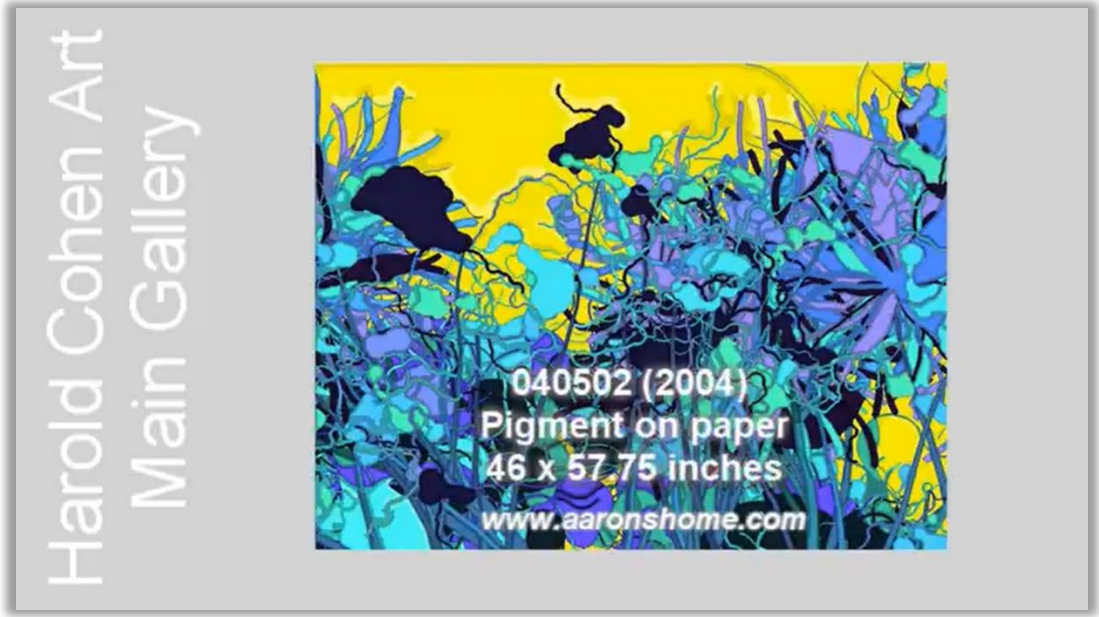 Harold Cohen Art
Main Gallery
040502 (2004)
Pigment on paper
46 x 57.75 inches
www.aaronshome.com